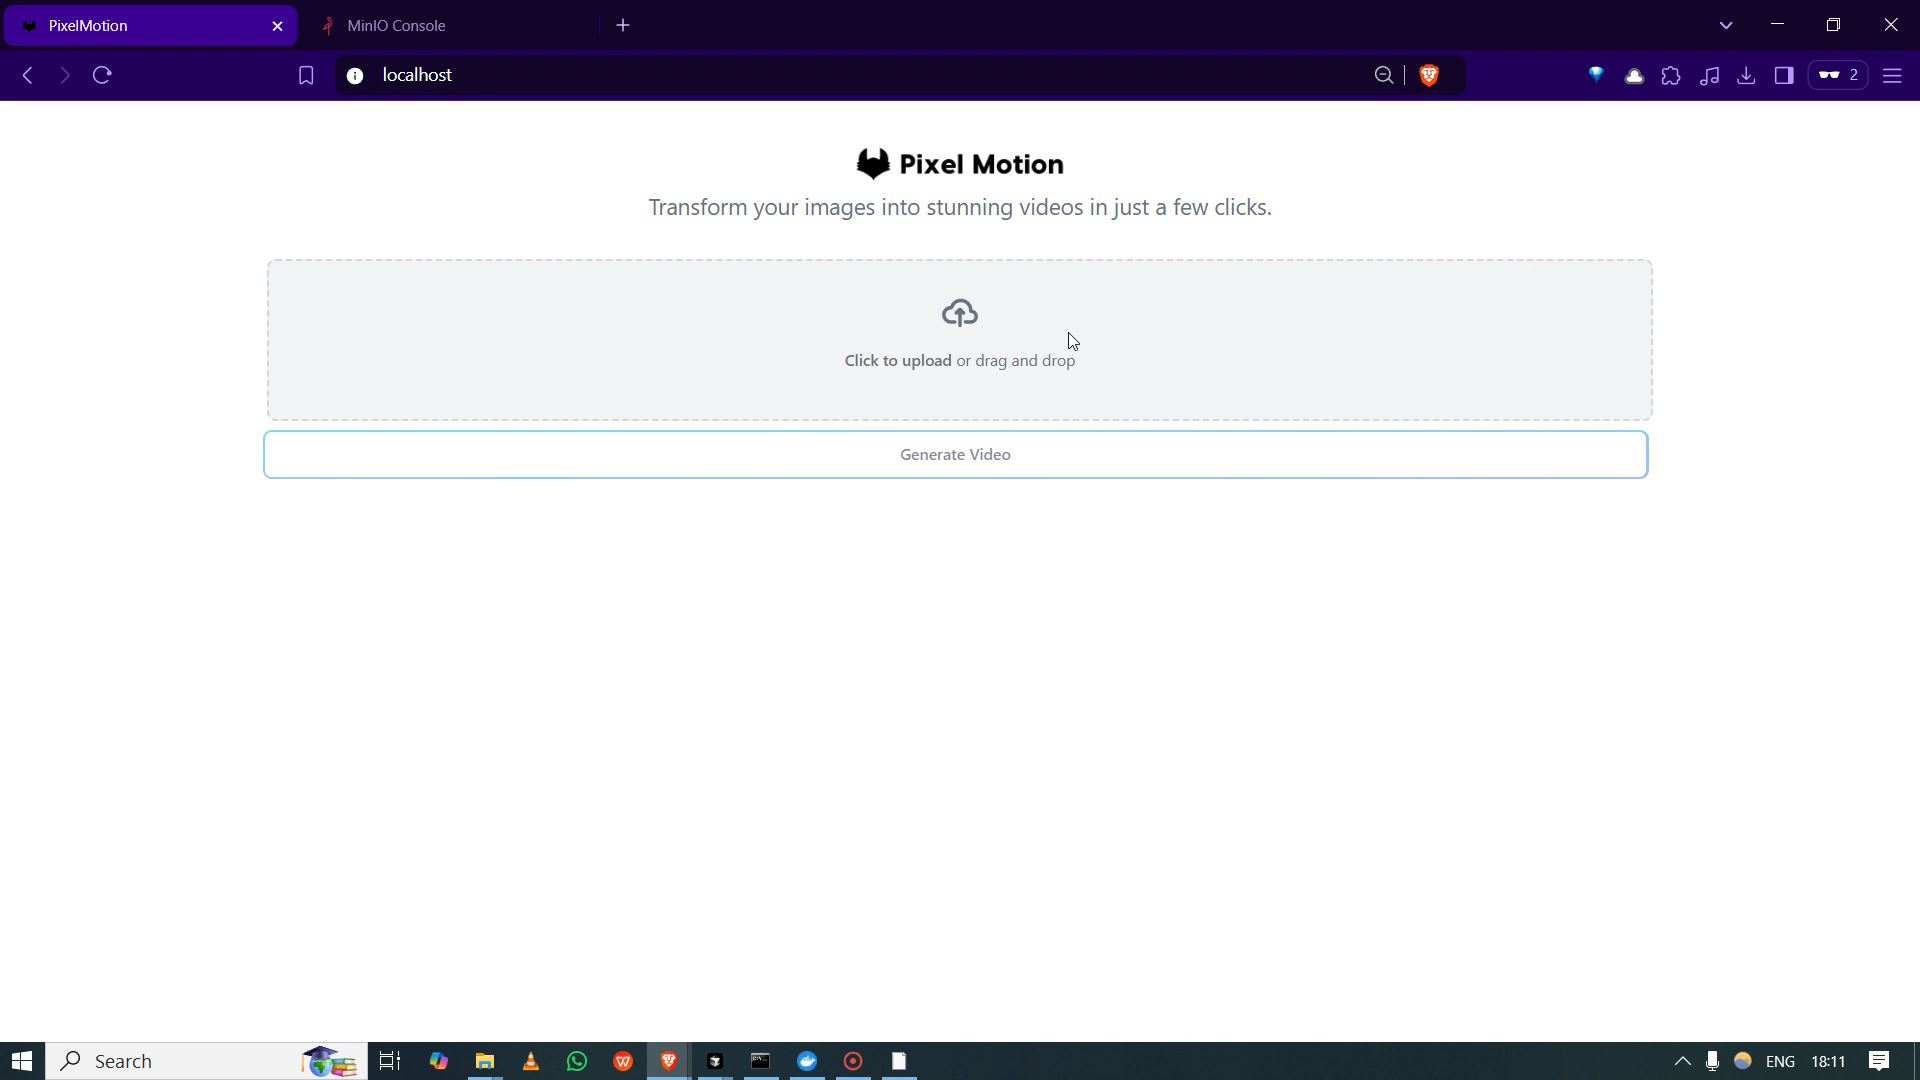 PixelMotion
MinIO Console
localhost
2
Pixel Motion
Transform your images into stunning videos in just a few clicks.
Click to upload or drag and drop
Generate Video
Search
ENG
18:11